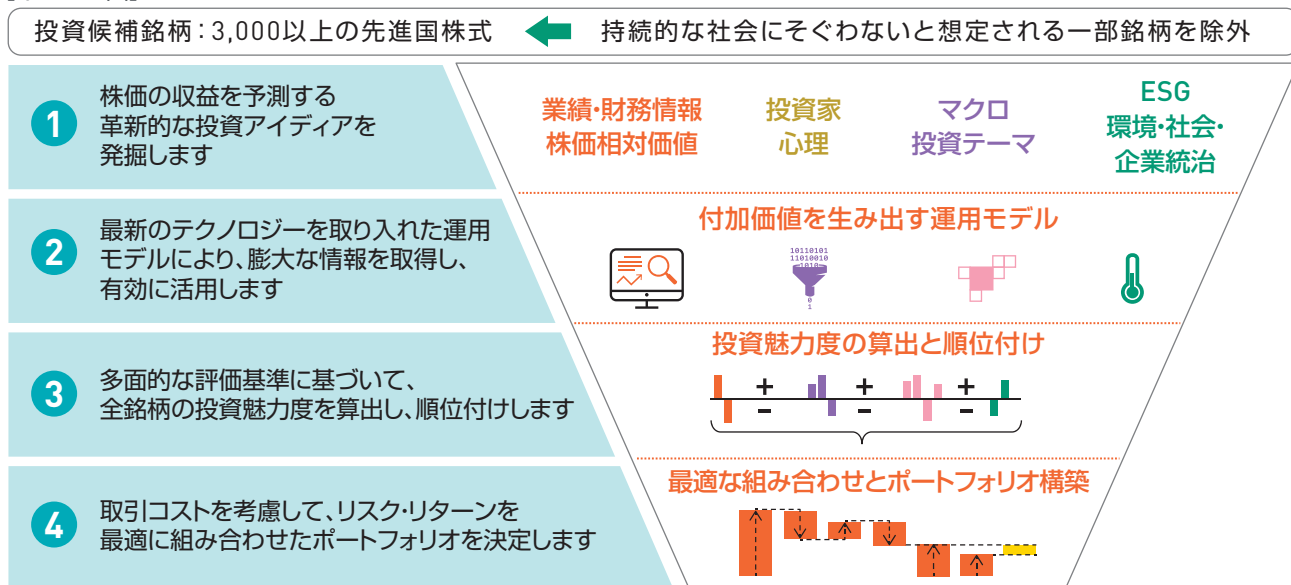 投資候補銘柄：3,000以上の先進国株式
持続的な社会にそぐわないと想定される一部銘柄を除外
1
株価の収益を予測する
革新的な投資アイディアを
発掘します
業績・財務情報
株価相対価値
投資家
心理
マクロ
投資テーマ
ESG
環境・社会・
企業統治
2
最新のテクノロジーを取り入れた運用
モデルにより、膨大な情報を取得し、
有効に活用します
付加価値を生み出す運用モデル
10110101
11010010
1010
0
1
3
多面的な評価基準に基づいて、
全銘柄の投資魅力度を算出し、順位付けします
投資魅力度の算出と順位付け
+ + +
− − −
4
取引コストを考慮して、リスク・リターンを
最適に組み合わせたポートフォリオを決定します
最適な組み合わせとポートフォリオ構築